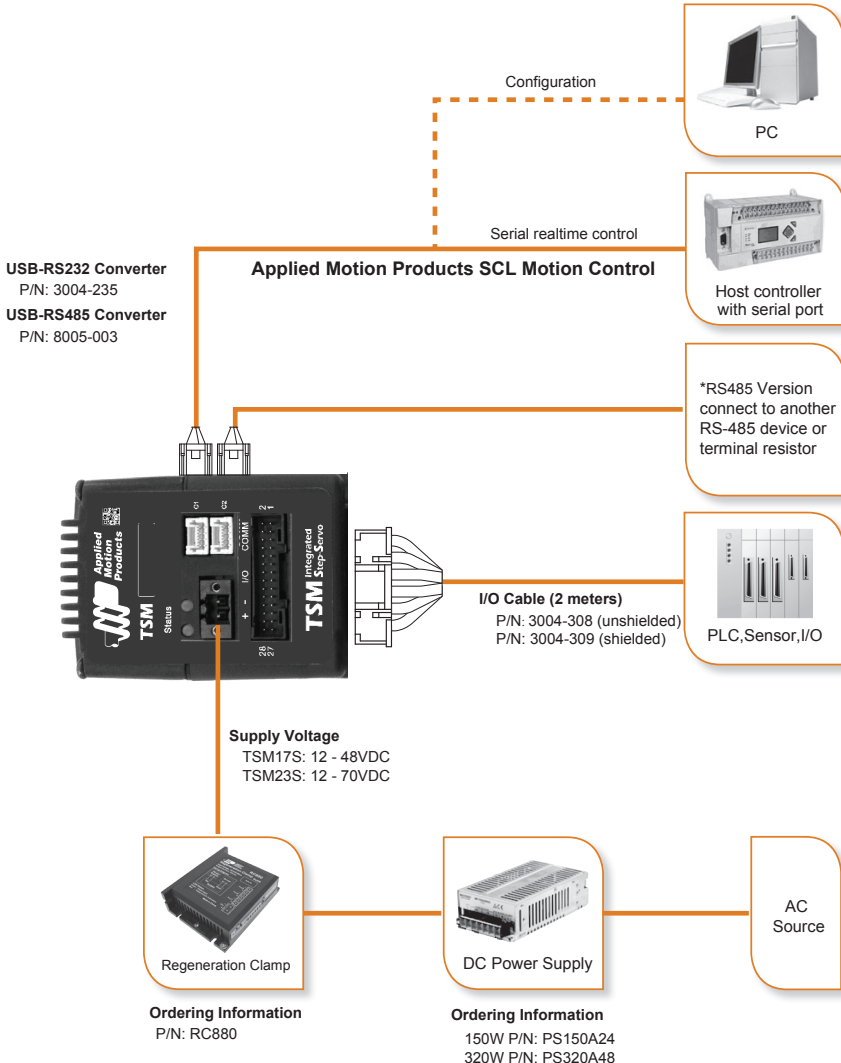 Configuration
PC
Serial realtime control
USB-RS232 Converter
P/N: 3004-235
USB-RS485 Converter
P/N: 8005-003
Applied Motion Products SCL Motion Control
Host controller
with serial port
*RS485 Version
connect to another
RS-485 device or
terminal resistor
Applied
Motion
Products
TSM
Status
C1
C2
COMM
I/O
+ -
2
1
28
27
TSM Integrated
Step-Servo
I/O Cable (2 meters)
P/N: 3004-308 (unshielded)
P/N: 3004-309 (shielded)
PLC,Sensor,I/O
Supply Voltage
TSM17S: 12 - 48VDC
TSM23S: 12 - 70VDC
Regeneration Clamp
DC Power Supply
AC
Source
Ordering Information
P/N: RC880
Ordering Information
150W P/N: PS150A24
320W P/N: PS320A48